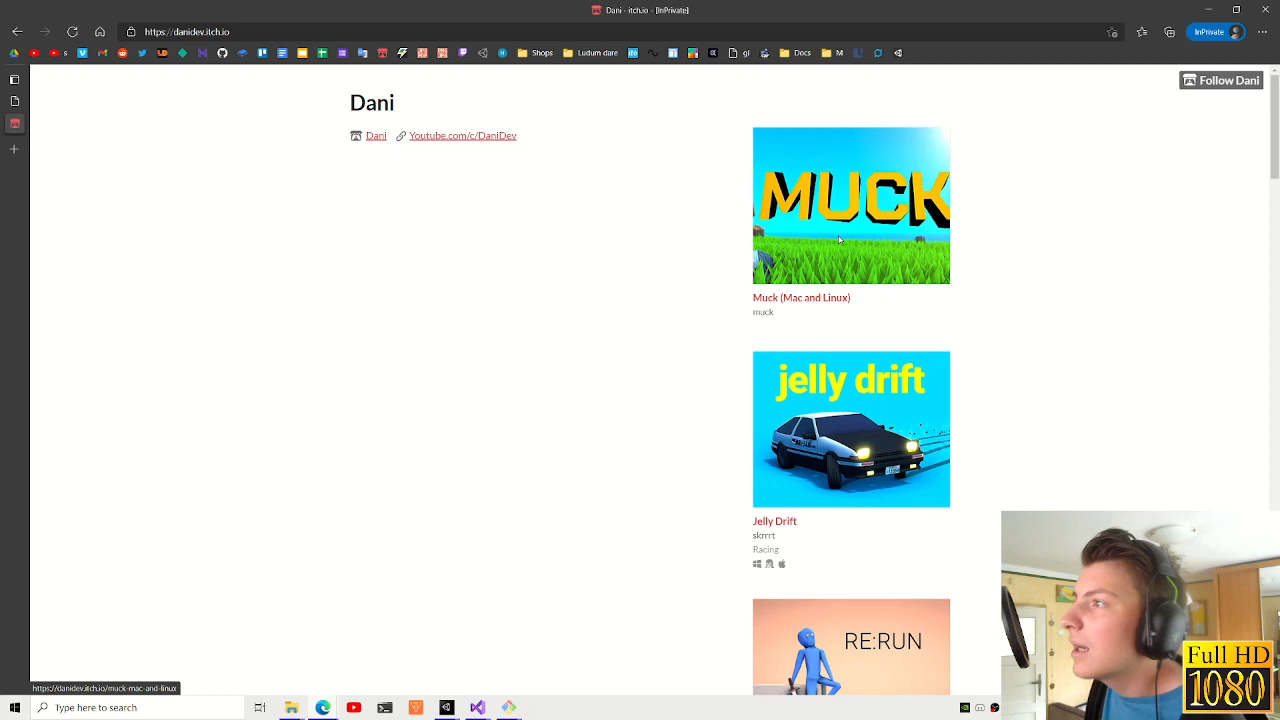 Dani - itch.io - [InPrivate]
https://danidev.itch.io
InPrivate
s
Shops
Ludum dare
Docs
M
Follow Dani
Dani
Dani
Youtube.com/c/DaniDev
MUCK
Muck (Mac and Linux)
muck
jelly drift
Jelly Drift
skrrrt
Racing
RE:RUN
Full HD
1080
https://danidev.itch.io/muck-mac-and-linux
Type here to search